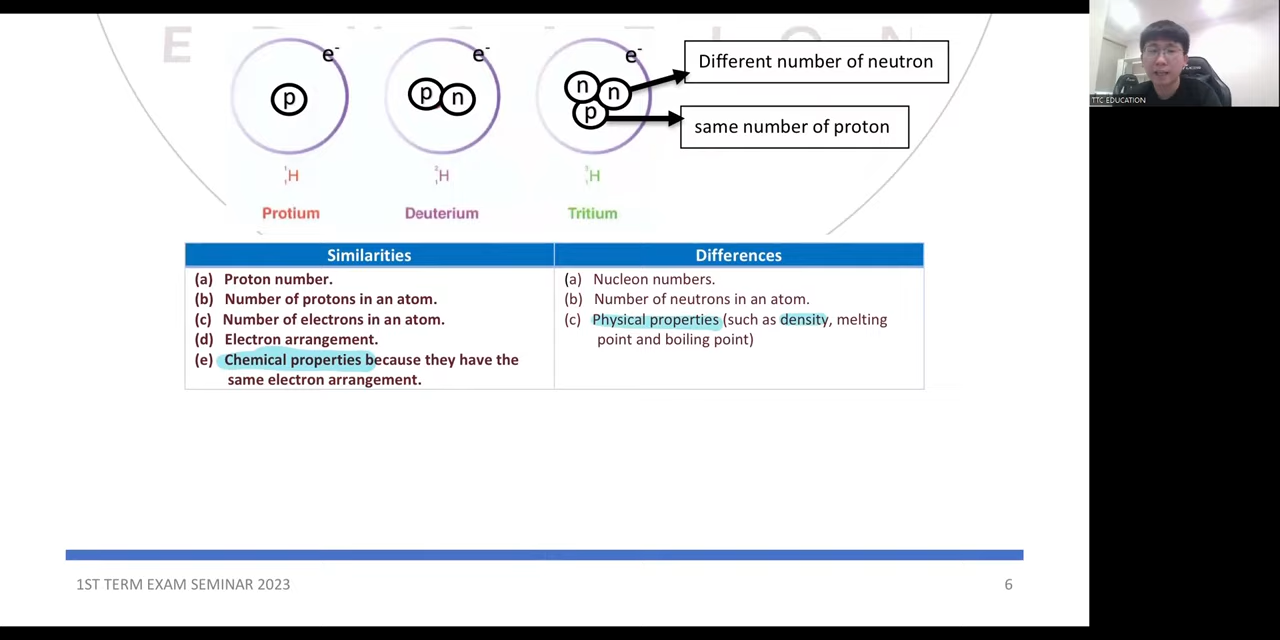 E D U C A T I O N
e-
e-
e-
Different number of neutron
p
p n
n n
p
same number of proton
¹₁H
²₁H
³₁H
Protium
Deuterium
Tritium
Similarities
Differences
(a) Proton number.
(b) Number of protons in an atom.
(c) Number of electrons in an atom.
(d) Electron arrangement.
(e) Chemical properties because they have the
same electron arrangement.
(a) Nucleon numbers.
(b) Number of neutrons in an atom.
(c) Physical properties (such as density, melting
point and boiling point)
1ST TERM EXAM SEMINAR 2023
6
TTC EDUCATION